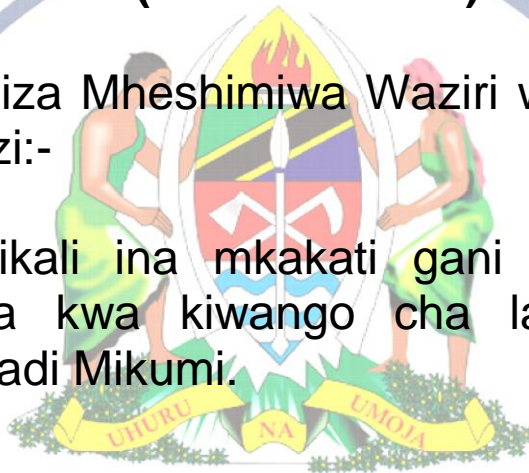 iza Mheshimiwa Waziri w
zi:-
ikali ina mkakati gani
a kwa kiwango cha la
adi Mikumi.
UHURU NA UMOJA